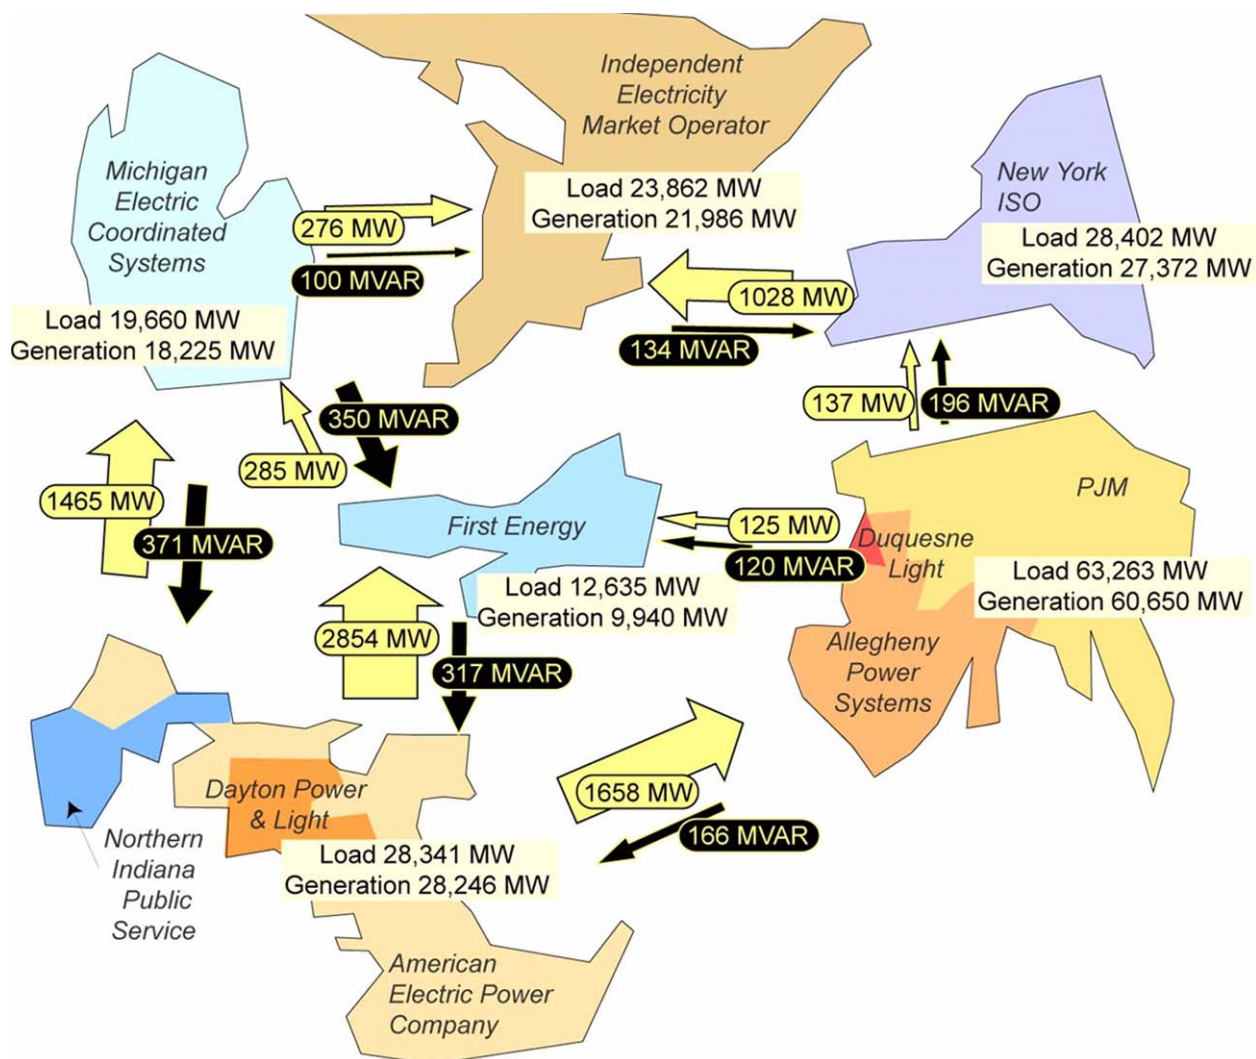 Independent
Electricity
Market Operator
Michigan
Electric
Coordinated
Systems
New York
ISO
Load 23,862 MW
Generation 21,986 MW
276 MW
100 MVAR
Load 28,402 MW
Generation 27,372 MW
1028 MW
134 MVAR
Load 19,660 MW
Generation 18,225 MW
350 MVAR
285 MW
137 MW
196 MVAR
1465 MW
371 MVAR
PJM
First Energy
125 MW
120 MVAR
Duquesne
Light
Load 12,635 MW
Generation 9,940 MW
Load 63,263 MW
Generation 60,650 MW
2854 MW
317 MVAR
Allegheny
Power
Systems
1658 MW
166 MVAR
Dayton Power
& Light
Northern
Indiana
Public
Service
Load 28,341 MW
Generation 28,246 MW
American
Electric Power
Company